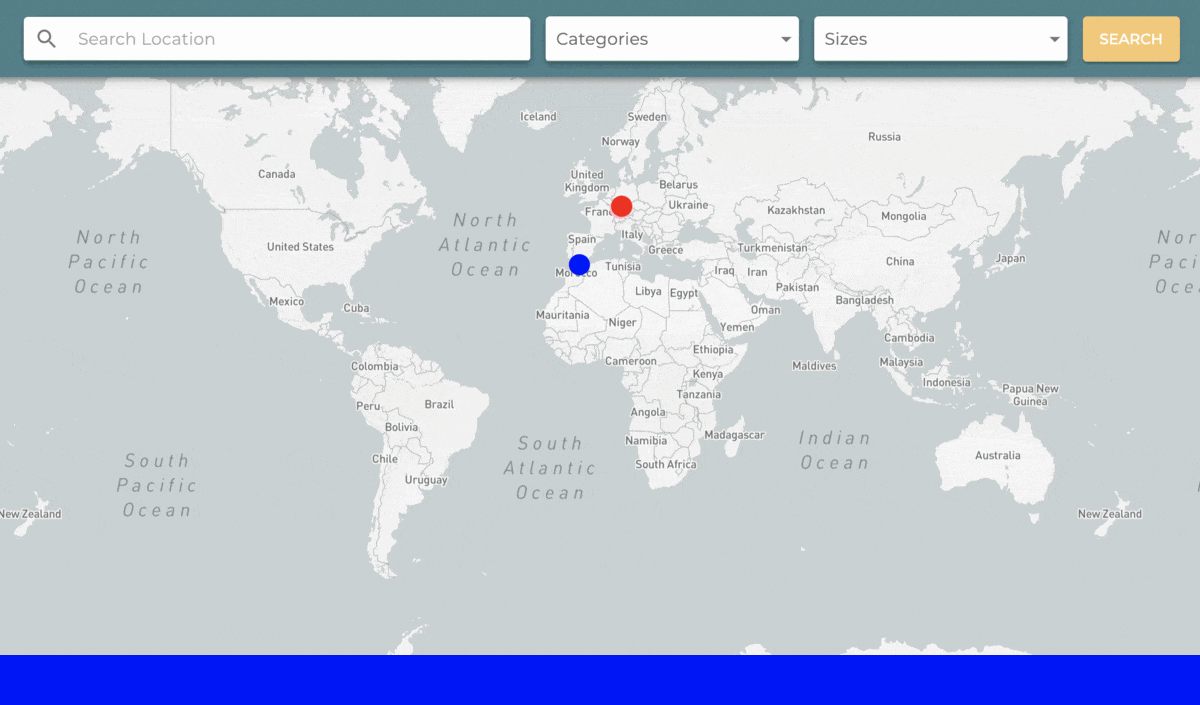 Search Location
Categories
Sizes
SEARCH
Iceland
Sweden
Norway
Russia
Canada
United
Kingdom
Belarus
Ukraine
Kazakhstan
Mongolia
North
Atlantic
Ocean
North
Pacific
Ocean
United States
Spain
Italy
Greece
Turkmenistan
China
Japan
Nor
Paci
Oce
Tunisia
Iraq
Iran
Pakistan
Libya
Egypt
Bangladesh
Mexico
Cuba
Mauritania
Niger
Oman
Yemen
Cambodia
Colombia
Cameroon
Ethiopia
Kenya
Maldives
Malaysia
Indonesia
Papua New
Guinea
Peru
Brazil
Tanzania
Angola
Bolivia
Namibia
Madagascar
South
Atlantic
Ocean
Indian
Ocean
Chile
South Africa
Australia
South
Pacific
Ocean
Uruguay
New Zealand
New Zealand